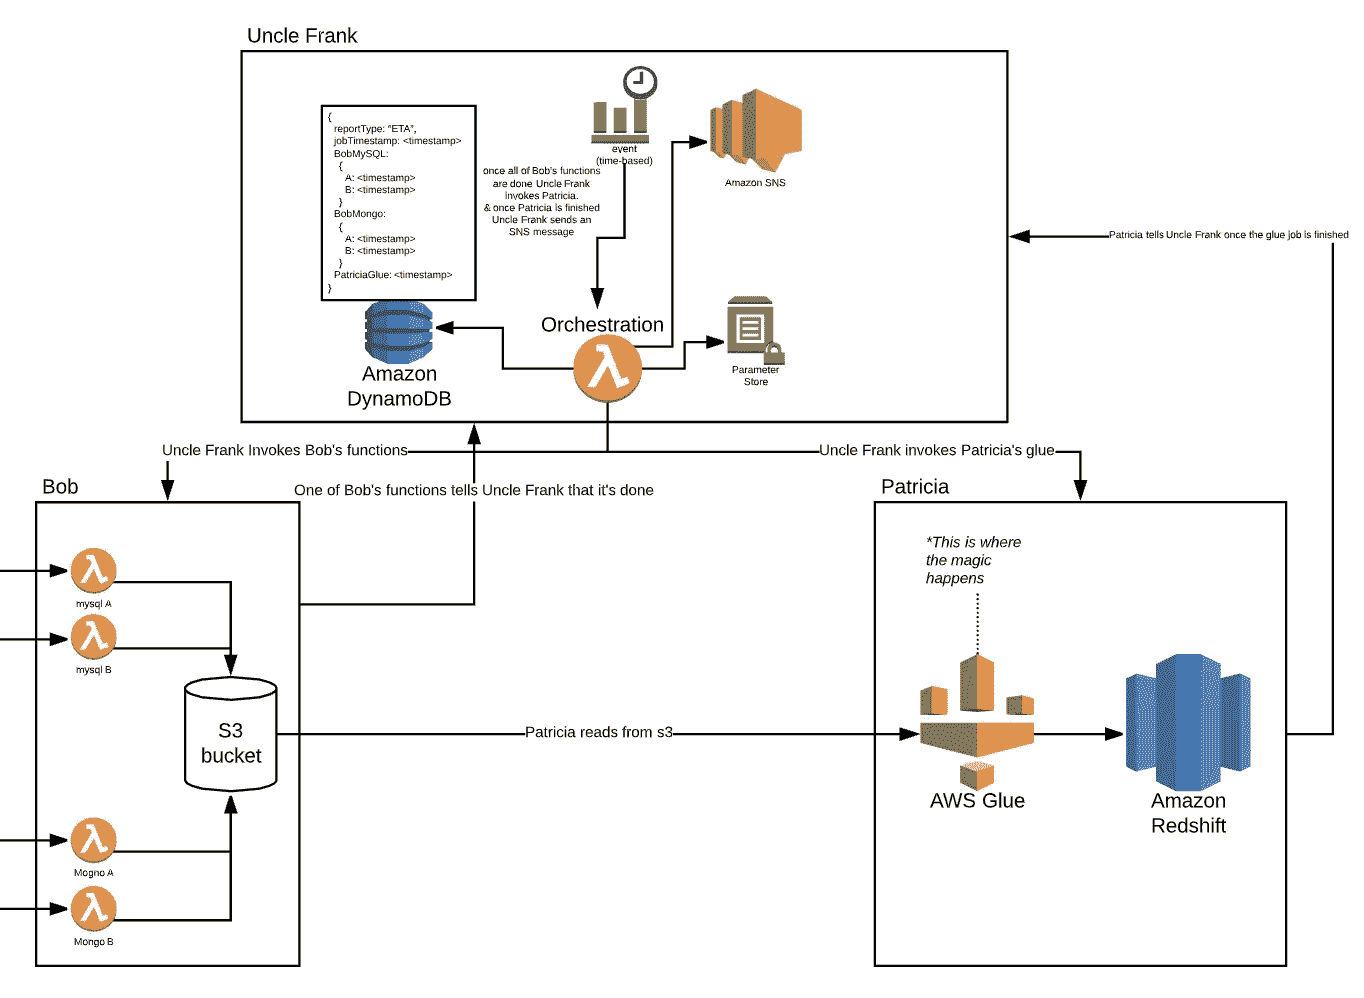 Uncle Frank
{
reportType: “ETA”,
jobTimestamp: <timestamp>
BobMySQL:
{
A: <timestamp>
B: <timestamp>
}
BobMongo:
{
A: <timestamp>
B: <timestamp>
}
PatriciaGlue: <timestamp>
}
Amazon
DynamoDB
once all of Bob's functions
are done Uncle Frank
invokes Patricia.
& once Patricia is finished
Uncle Frank sends an
SNS message
event
(time-based)
Amazon SNS
Orchestration
Parameter
Store
Patricia tells Uncle Frank once the glue job is finished
Uncle Frank Invokes Bob's functions
Uncle Frank invokes Patricia's glue
One of Bob's functions tells Uncle Frank that it's done
Bob
mysql A
mysql B
S3
bucket
Mogno A
Mongo B
Patricia reads from s3
Patricia
*This is where
the magic
happens
AWS Glue
Amazon
Redshift